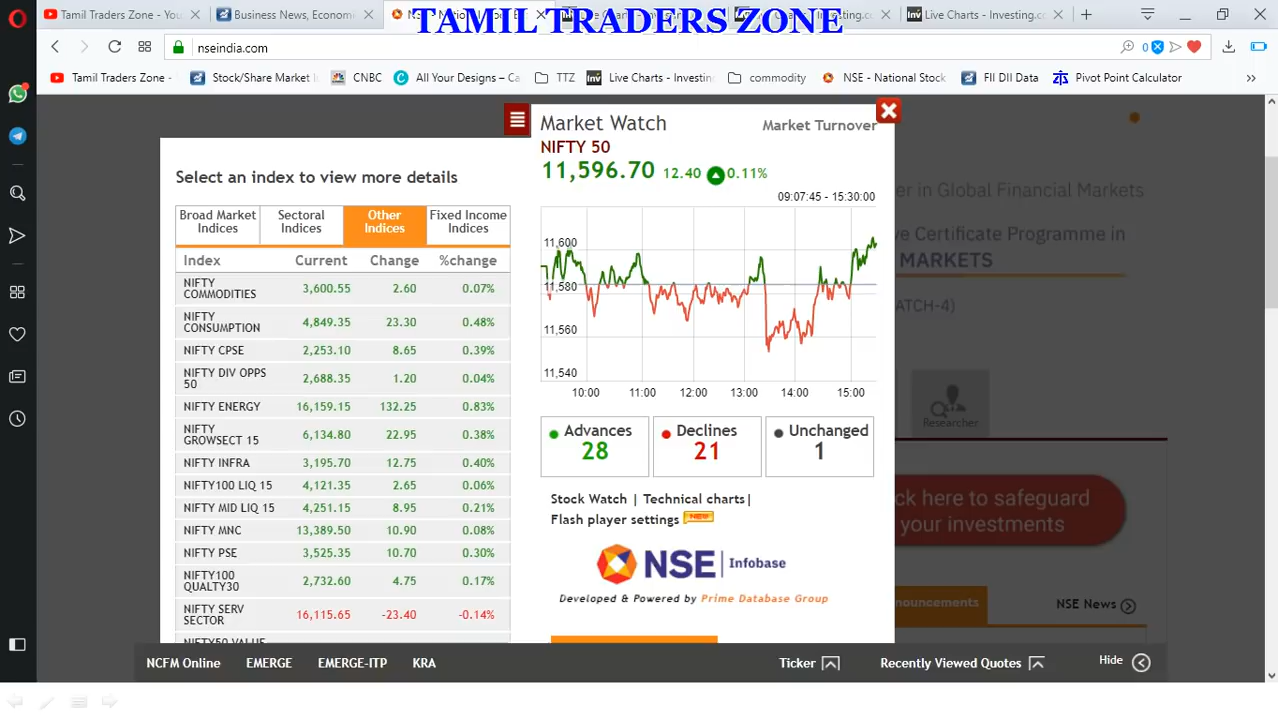 TAMIL TRADERS ZONE
Tamil Traders Zone - You
Business News, Economi
Live Charts - Investing.co
nseindia.com
0
Tamil Traders Zone -
Stock/Share Market
CNBC
All Your Designs – Ca
TTZ
Live Charts - Investin
commodity
NSE - National Stock
FII DII Data
Pivot Point Calculator
Market Watch
Market Turnover
NIFTY 50
11,596.70 12.40 0.11%
09:07:45 - 15:30:00
Select an index to view more details
Broad Market Indices
Sectoral Indices
Other Indices
Fixed Income Indices
Index Current Change %change
NIFTY COMMODITIES 3,600.55 2.60 0.07%
NIFTY CONSUMPTION 4,849.35 23.30 0.48%
NIFTY CPSE 2,253.10 8.65 0.39%
NIFTY DIV OPPS 50 2,688.35 1.20 0.04%
NIFTY ENERGY 16,159.15 132.25 0.83%
NIFTY GROWSECT 15 6,134.80 22.95 0.38%
NIFTY INFRA 3,195.70 12.75 0.40%
NIFTY100 LIQ 15 4,121.35 2.65 0.06%
NIFTY MID LIQ 15 4,251.15 8.95 0.21%
NIFTY MNC 13,389.50 10.90 0.08%
NIFTY PSE 3,525.35 10.70 0.30%
NIFTY100 QUALTY30 2,732.60 4.75 0.17%
NIFTY SERV SECTOR 16,115.65 -23.40 -0.14%
NIFTY50 VALUE
11,600
11,580
11,560
11,540
10:00 11:00 12:00 13:00 14:00 15:00
Advances 28
Declines 21
Unchanged 1
Stock Watch | Technical charts|
Flash player settings NEW
NSE | Infobase
Developed & Powered by Prime Database Group
er in Global Financial Markets
ve Certificate Programme in
MARKETS
ATCH-4)
Researcher
ck here to safeguard
your investments
nouncements
NSE News
NCFM Online EMERGE EMERGE-ITP KRA
Ticker
Recently Viewed Quotes
Hide